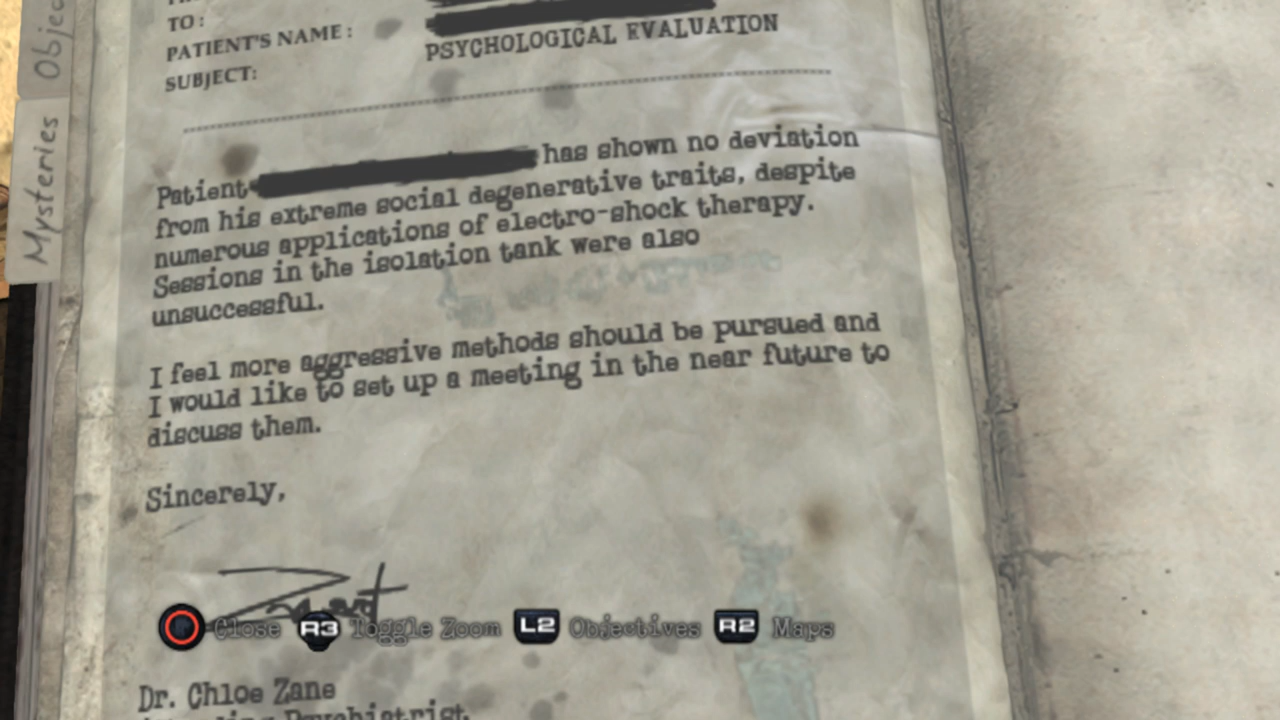 Objec
Mysteries
TO:
PATIENT'S NAME:
SUBJECT:
PSYCHOLOGICAL EVALUATION
Patient has shown no deviation
from his extreme social degenerative traits, despite
numerous applications of electro-shock therapy.
Sessions in the isolation tank were also
unsuccessful.
I feel more aggressive methods should be pursued and
I would like to set up a meeting in the near future to
discuss them.
Sincerely,
Close R3 Toggle Zoom L2 Objectives R2 Maps
Dr. Chloe Zane
Psychiatrist